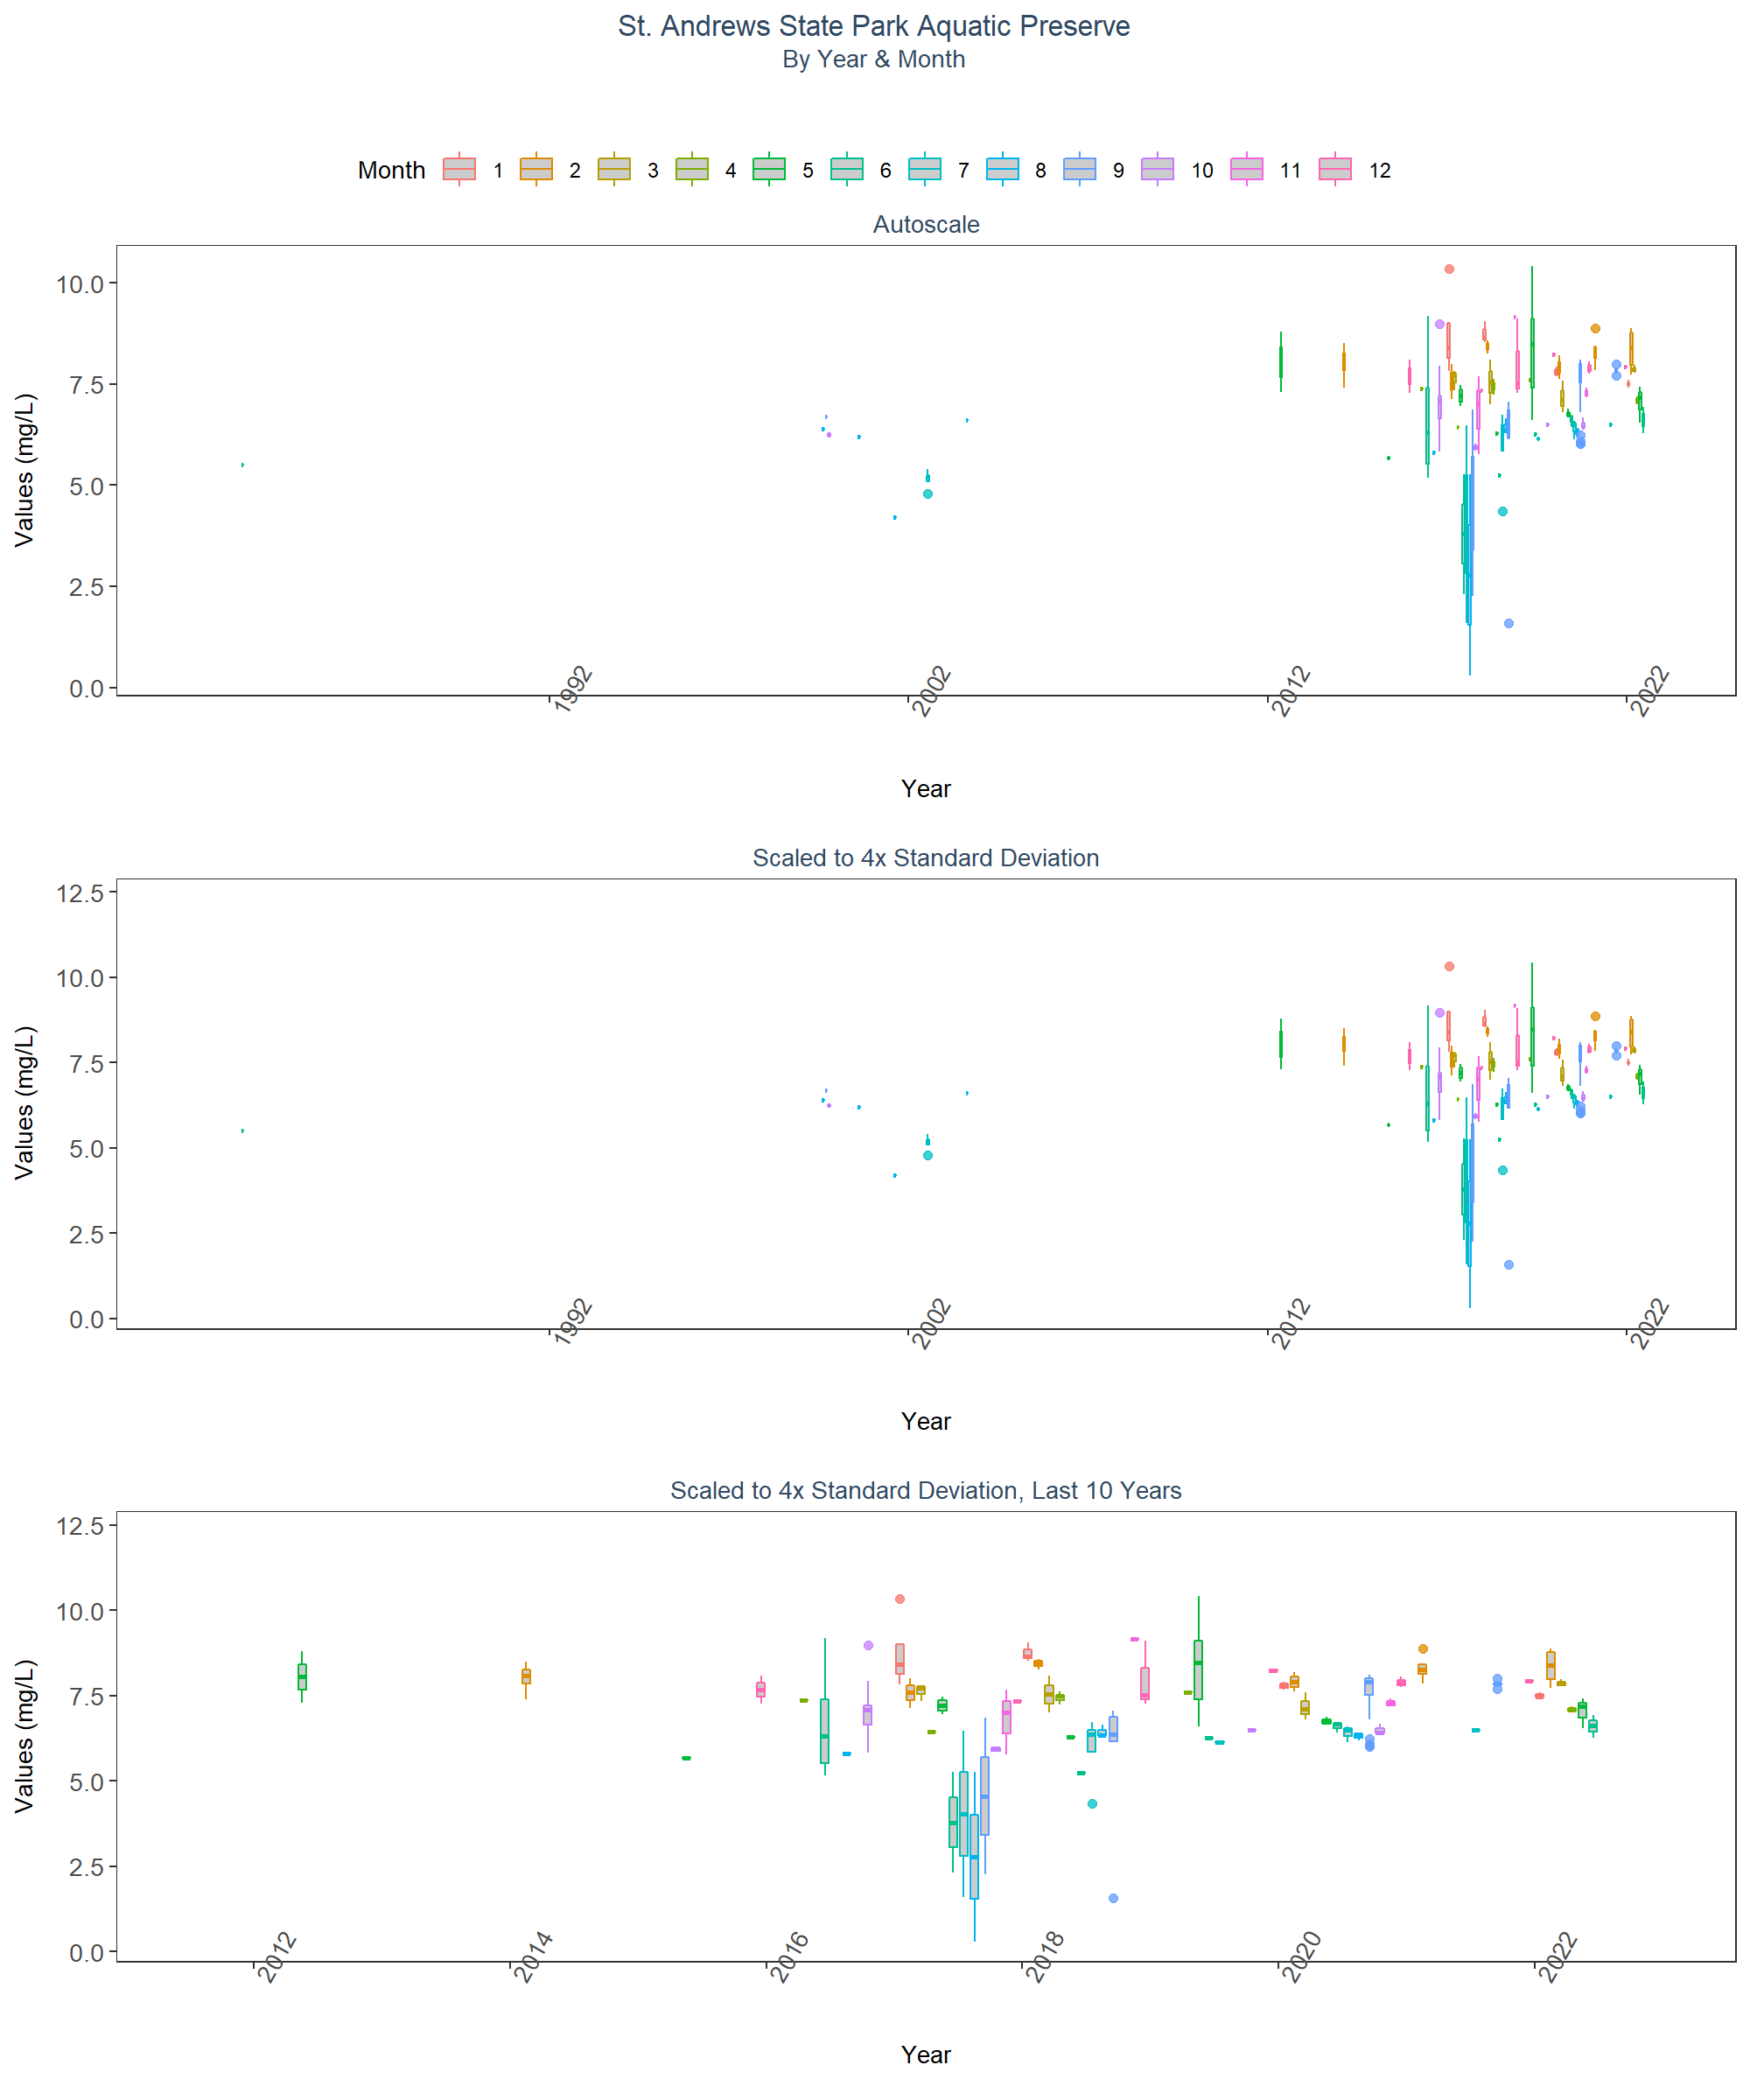 St. Andrews State Park Aquatic Preserve
By Year & Month
Month 1 2 3 4 5 6 7 8 9 10 11 12
Autoscale
10.0
7.5
5.0
2.5
0.0
Values (mg/L)
1992 2002 2012 2022
Year
Scaled to 4x Standard Deviation
12.5
10.0
7.5
5.0
2.5
0.0
Values (mg/L)
1992 2002 2012 2022
Year
Scaled to 4x Standard Deviation, Last 10 Years
12.5
10.0
7.5
5.0
2.5
0.0
Values (mg/L)
2012 2014 2016 2018 2020 2022
Year